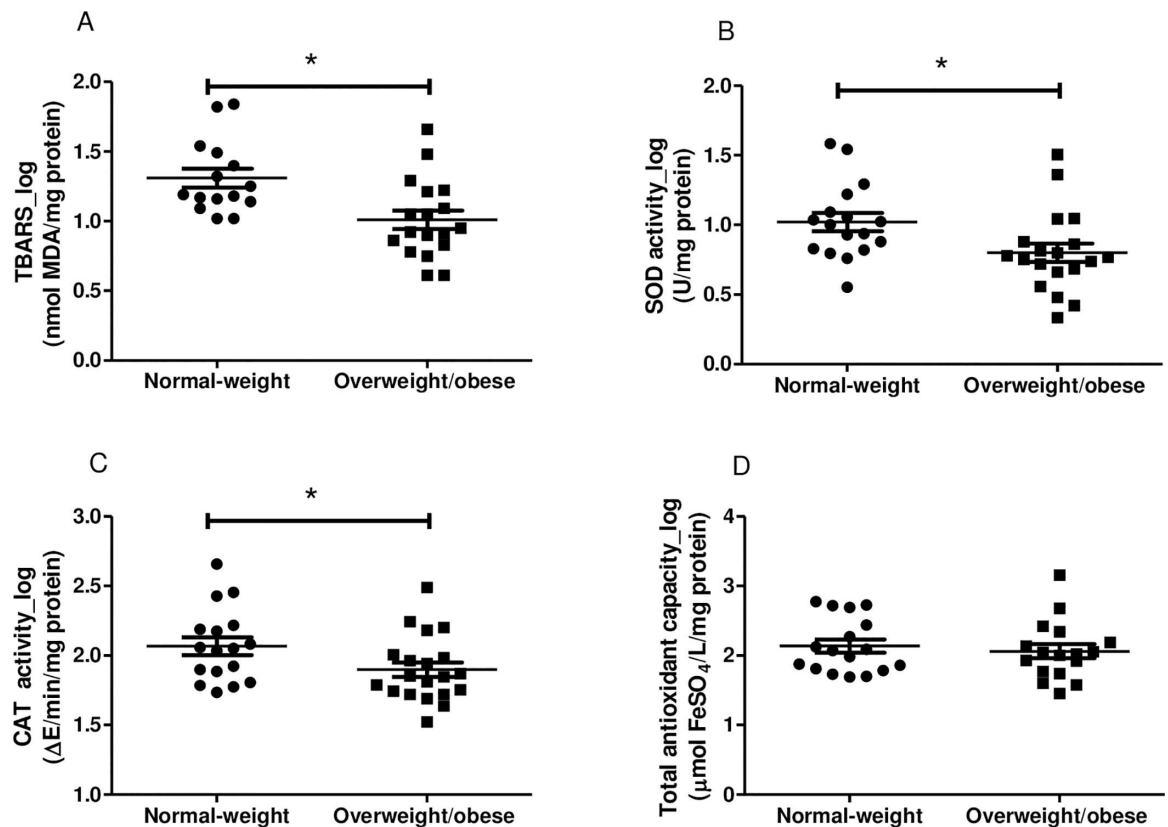 A
*
TBARS_log
(nmol MDA/mg protein)
2.0
1.5
1.0
0.5
0.0
Normal-weight
Overweight/obese
B
*
SOD activity_log
(U/mg protein)
2.0
1.5
1.0
0.5
0.0
Normal-weight
Overweight/obese
C
*
CAT activity_log
(ΔE/min/mg protein)
3.0
2.5
2.0
1.5
1.0
Normal-weight
Overweight/obese
D
Total antioxidant capacity_log
(μmol FeSO₄/L/mg protein)
4
3
2
1
0
Normal-weight
Overweight/obese